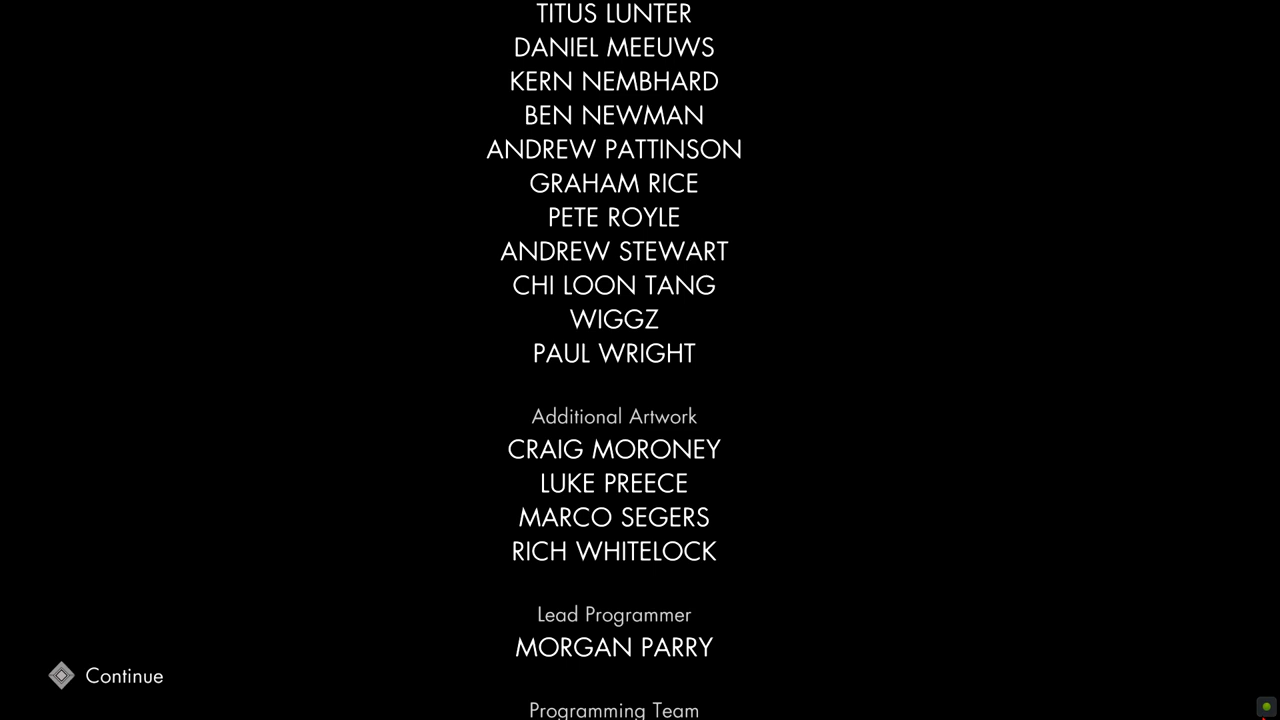 TITUS LUNTER
DANIEL MEEUWS
KERN NEMBHARD
BEN NEWMAN
ANDREW PATTINSON
GRAHAM RICE
PETE ROYLE
ANDREW STEWART
CHI LOON TANG
WIGGZ
PAUL WRIGHT
Additional Artwork
CRAIG MORONEY
LUKE PREECE
MARCO SEGERS
RICH WHITELOCK
Lead Programmer
MORGAN PARRY
Continue
Programming Team